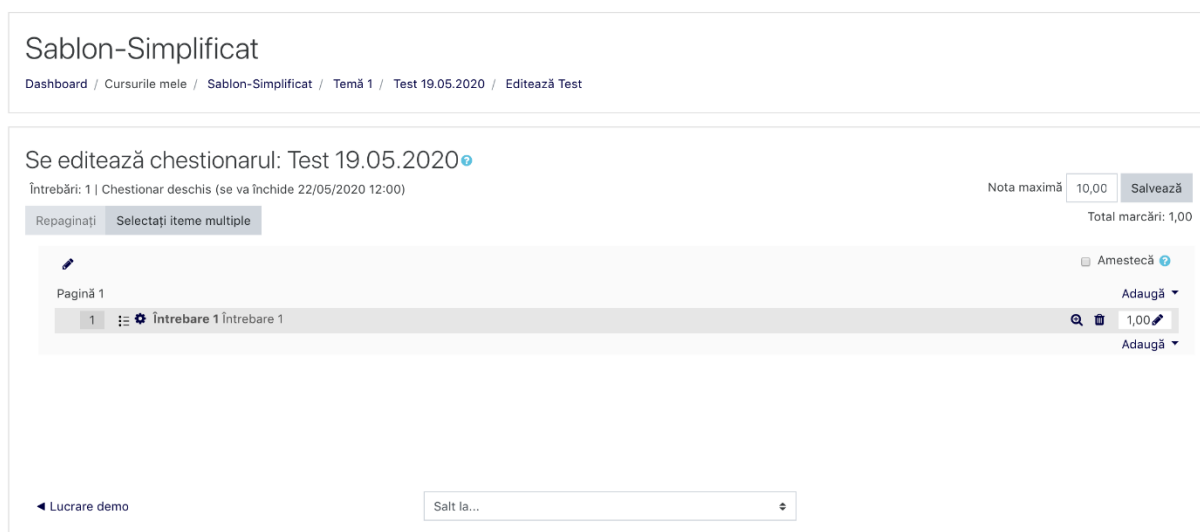 Sablon-Simplificat
Dashboard / Cursurile mele / Sablon-Simplificat / Temă 1 / Test 19.05.2020 / Editează Test
Se editează chestionarul: Test 19.05.2020
Întrebări: 1 | Chestionar deschis (se va închide 22/05/2020 12:00)
Nota maximă 10,00 Salvează
Repaginați Selectați iteme multiple
Total marcări: 1,00
Amestecă
Pagină 1
Adaugă
1 Întrebare 1 Întrebare 1 1,00
Adaugă
◄ Lucrare demo
Salt la...